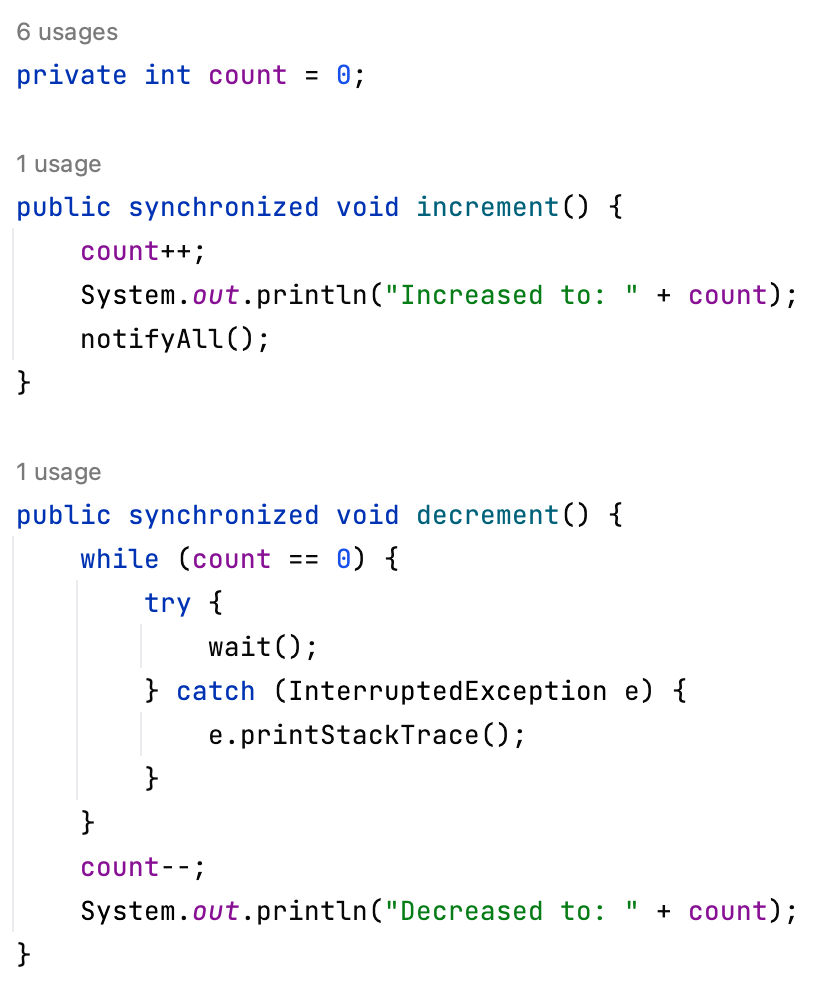 6 usages
private int count = 0;
1 usage
public synchronized void increment() {
    count++;
    System.out.println("Increased to: " + count);
    notifyAll();
}
1 usage
public synchronized void decrement() {
    while (count == 0) {
        try {
            wait();
        } catch (InterruptedException e) {
            e.printStackTrace();
        }
    }
    count--;
    System.out.println("Decreased to: " + count);
}